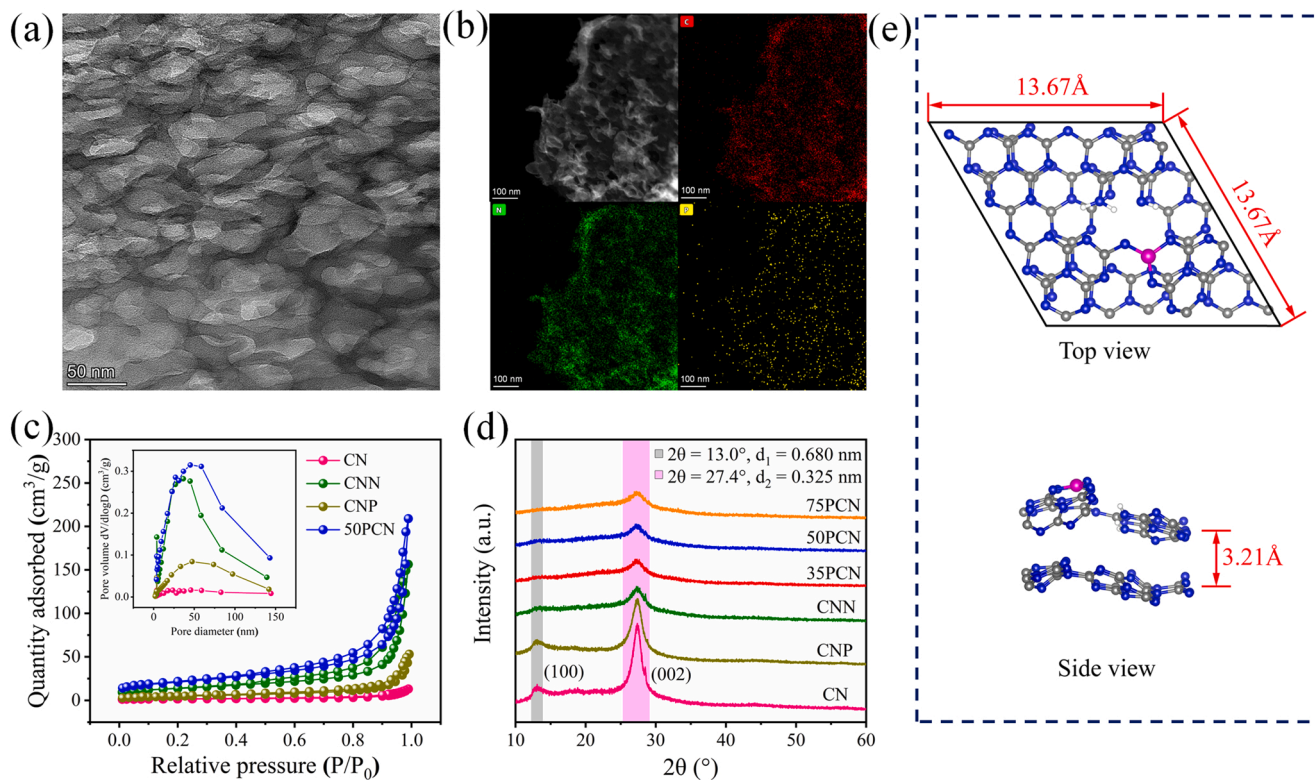 (a)
50 nm
(b)
C
100 nm
100 nm
N
P
100 nm
100 nm
(c)
Quantity adsorbed (cm³/g)
300
250
200
150
100
50
0
0.0 0.2 0.4 0.6 0.8 1.0
Relative pressure (P/P₀)
CN
CNN
CNP
50PCN
Pore volume dV/dlogD (cm³/g)
0.3
0.2
0.1
0.0
0 50 100 150
Pore diameter (nm)
(d)
Intensity (a.u.)
2θ = 13.0°, d₁ = 0.680 nm
2θ = 27.4°, d₂ = 0.325 nm
75PCN
50PCN
35PCN
CNN
CNP
(100)
(002)
CN
10 20 30 40 50 60
2θ (°)
(e)
13.67Å
13.67Å
Top view
3.21Å
Side view